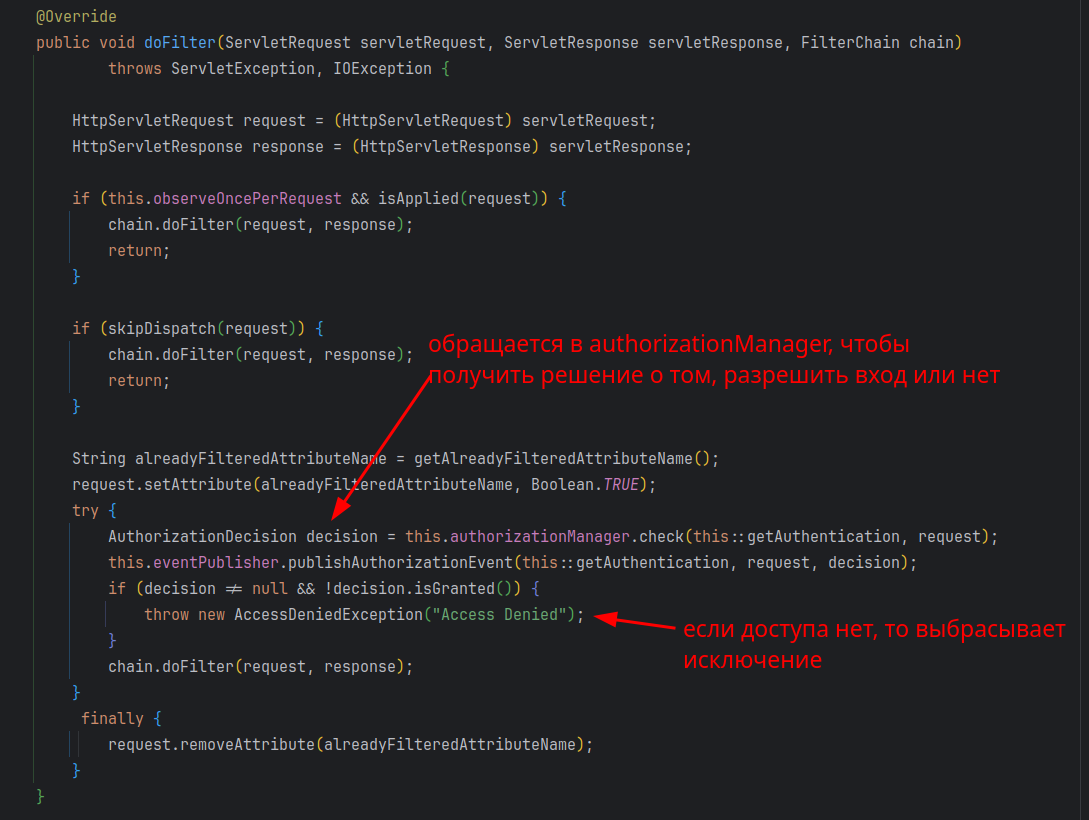 @Override
public void doFilter(ServletRequest servletRequest, ServletResponse servletResponse, FilterChain chain)
throws ServletException, IOException {
HttpServletRequest request = (HttpServletRequest) servletRequest;
HttpServletResponse response = (HttpServletResponse) servletResponse;
if (this.observeOncePerRequest && isApplied(request)) {
chain.doFilter(request, response);
return;
}
if (skipDispatch(request)) {
chain.doFilter(request, response);
return;
}
обращается в authorizationManager, чтобы
получить решение о том, разрешить вход или нет
String alreadyFilteredAttributeName = getAlreadyFilteredAttributeName();
request.setAttribute(alreadyFilteredAttributeName, Boolean.TRUE);
try {
AuthorizationDecision decision = this.authorizationManager.check(this::getAuthentication, request);
this.eventPublisher.publishAuthorizationEvent(this::getAuthentication, request, decision);
if (decision ≠ null && !decision.isGranted()) {
throw new AccessDeniedException("Access Denied");
если доступа нет, то выбрасывает
исключение
}
chain.doFilter(request, response);
}
finally {
request.removeAttribute(alreadyFilteredAttributeName);
}
}